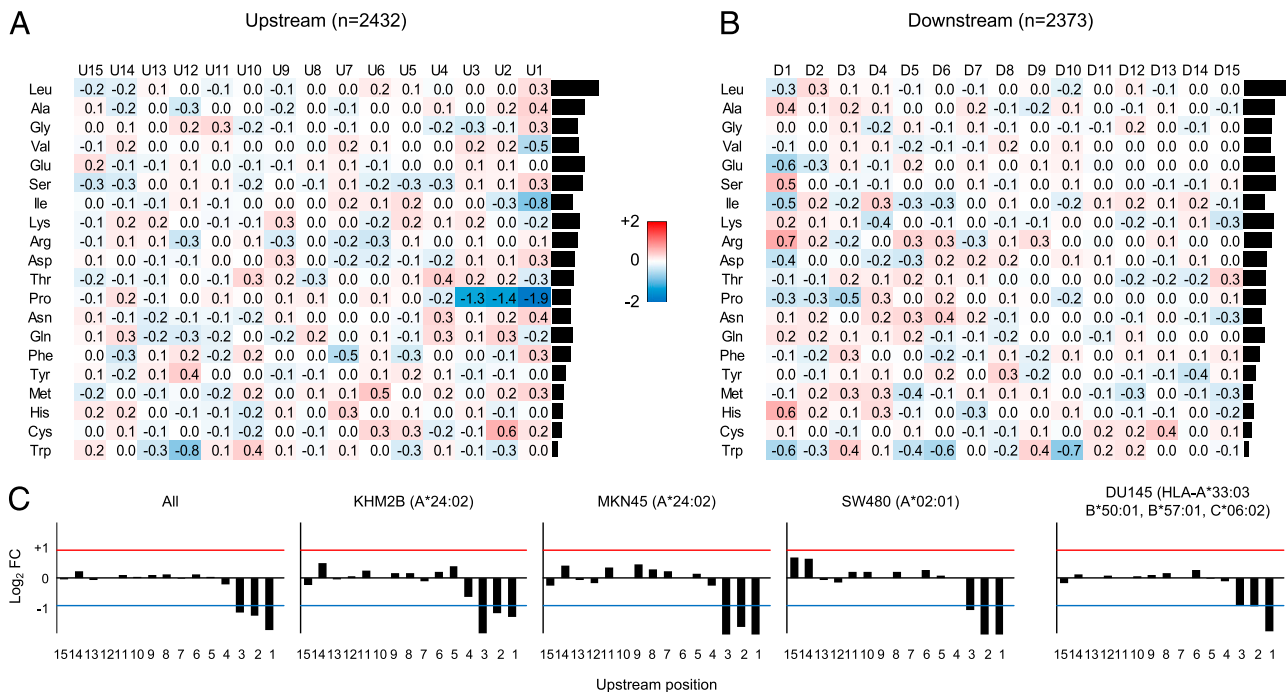 A
Upstream (n=2432)
U15 U14 U13 U12 U11 U10 U9 U8 U7 U6 U5 U4 U3 U2 U1
Leu -0.2 -0.2 0.1 0.0 -0.1 0.0 -0.1 0.0 0.0 0.2 0.1 0.0 0.0 0.0 0.3
Ala 0.1 -0.2 0.0 -0.3 0.0 0.0 -0.2 0.0 -0.1 0.0 0.0 0.1 0.0 0.2 0.4
Gly 0.0 0.1 0.0 0.2 0.3 -0.2 -0.1 0.0 -0.1 0.0 0.0 -0.2 -0.3 -0.1 0.3
Val -0.1 0.2 0.0 -0.1 0.0 0.0 0.0 0.0 0.2 0.1 0.0 0.0 0.2 0.2 -0.5
Glu 0.2 -0.1 -0.1 0.1 -0.1 0.0 -0.1 0.0 0.1 -0.1 0.0 0.0 0.1 0.1 0.0
Ser -0.3 -0.3 0.0 0.1 0.1 -0.2 0.0 -0.1 0.1 -0.2 -0.3 -0.3 0.0 0.1 0.3
Ile 0.0 0.0 -0.1 0.0 -0.1 -0.1 0.0 0.0 0.2 0.1 0.2 0.0 0.0 -0.3 -0.8
Lys -0.1 0.2 0.2 0.0 -0.1 0.0 0.3 0.0 0.0 -0.2 0.2 0.1 0.2 0.1 -0.2
Arg -0.1 0.1 0.1 -0.3 0.0 0.1 -0.3 0.0 -0.2 -0.3 0.0 0.1 0.0 0.0 0.1
Asp -0.1 0.0 0.1 0.0 0.0 0.0 0.3 0.0 -0.2 -0.2 0.0 -0.2 0.0 0.0 0.1
Thr -0.2 -0.1 -0.1 0.0 -0.1 0.3 0.2 -0.3 0.0 0.0 0.1 0.4 0.2 0.2 -0.3
Pro -0.1 0.2 -0.1 0.0 0.1 0.0 0.1 0.1 0.0 0.1 0.0 -0.2 -1.3 -1.4 -1.9
Asn 0.1 -0.1 0.0 0.1 -0.1 -0.1 0.0 0.0 0.0 0.0 0.0 0.3 0.1 0.2 0.4
Gln 0.1 0.3 -0.2 -0.3 -0.2 0.0 -0.1 0.2 0.0 0.1 0.0 0.3 0.1 0.3 -0.2
Phe 0.0 -0.3 0.1 0.2 -0.2 0.2 0.0 0.0 -0.5 0.1 -0.3 0.0 0.0 0.1 0.3
Tyr 0.1 -0.2 0.0 0.4 0.0 0.0 -0.1 -0.1 0.0 0.0 0.0 -0.1 0.1 0.1 0.0
Met -0.2 0.0 -0.1 0.0 -0.2 0.2 0.0 0.1 0.0 0.5 0.0 0.1 0.1 0.2 0.3
His 0.2 0.2 0.0 -0.1 -0.1 -0.2 0.1 0.0 0.3 0.0 0.1 0.0 0.0 -0.1 0.0
Cys 0.0 0.1 -0.1 0.0 -0.1 -0.2 0.0 -0.1 0.0 0.3 0.3 -0.2 -0.1 0.6 0.2
Trp 0.2 0.0 -0.3 -0.8 0.1 0.4 0.1 -0.1 0.0 0.1 -0.3 0.1 -0.1 -0.3 0.0
+2
0
-2
B
Downstream (n=2373)
D1 D2 D3 D4 D5 D6 D7 D8 D9 D10 D11 D12 D13 D14 D15
Leu -0.3 0.3 0.1 0.1 -0.1 0.0 -0.1 0.0 0.0 -0.2 0.0 0.1 -0.1 0.0 0.0
Ala 0.4 0.1 0.2 0.1 0.0 0.0 0.2 -0.1 -0.2 0.1 0.0 -0.1 0.1 0.0 -0.1
Gly 0.0 0.0 0.1 -0.2 0.1 0.0 0.1 0.0 0.1 -0.1 -0.1 0.2 0.0 -0.1 0.0
Val -0.1 0.0 0.1 0.1 -0.2 -0.1 -0.1 0.2 0.0 0.1 0.0 0.0 0.0 0.0 0.1
Glu -0.6 -0.3 -0.1 0.1 0.0 -0.1 0.1 0.0 0.1 0.1 0.0 0.0 0.0 0.0 0.0
Ser 0.5 0.0 -0.1 -0.1 0.1 0.1 0.0 -0.1 0.0 0.1 0.0 0.0 0.0 -0.1 0.1
Ile -0.5 0.2 -0.2 0.3 -0.3 -0.3 0.0 0.1 0.0 -0.2 0.1 0.2 0.1 0.2 -0.1
Lys 0.2 0.1 0.1 -0.4 0.0 0.1 0.0 -0.1 0.0 0.0 0.0 -0.2 -0.1 0.1 -0.3
Arg 0.7 0.2 -0.2 0.0 0.3 0.3 -0.3 0.1 0.3 0.0 0.0 0.0 0.1 0.0 0.0
Asp -0.4 0.0 0.0 -0.2 -0.3 0.2 0.2 0.2 -0.1 0.1 0.0 0.1 0.0 0.0 0.1
Thr -0.1 -0.1 0.2 0.1 0.2 0.1 0.1 0.0 0.1 0.0 0.0 -0.2 -0.2 -0.2 0.3
Pro -0.3 -0.3 -0.5 0.3 0.0 0.2 0.1 0.0 0.0 -0.2 0.0 0.1 0.0 0.0 0.1
Asn 0.1 0.2 0.1 0.2 0.3 0.4 0.2 -0.1 0.0 0.0 0.1 0.0 0.1 -0.1 -0.3
Gln 0.2 0.2 0.1 0.2 0.2 -0.1 0.1 -0.2 0.0 0.0 -0.1 0.1 0.0 0.0 0.0
Phe -0.1 -0.2 0.3 0.0 0.0 -0.2 -0.1 -0.2 0.0 0.1 0.0 0.1 0.1 0.1 0.1
Tyr 0.0 0.0 -0.1 0.1 0.0 0.2 0.0 0.3 -0.2 0.0 0.1 0.0 -0.1 -0.4 0.1
Met -0.1 0.2 0.3 0.3 -0.4 -0.1 0.1 -0.1 0.0 0.1 0.0 -0.2 0.0 -0.1 -0.3
His 0.6 0.2 0.1 0.3 -0.1 0.0 -0.3 0.0 0.0 0.1 0.0 0.0 -0.1 0.0 -0.2
Cys 0.1 0.0 -0.1 0.0 0.0 -0.1 0.1 0.0 0.0 -0.1 0.2 0.2 0.4 0.0 0.1
Trp -0.6 -0.3 0.4 0.1 -0.4 -0.6 0.0 -0.2 0.4 -0.7 0.2 0.2 0.0 0.0 -0.1
C
All
KHM2B (A*24:02)
MKN45 (A*24:02)
SW480 (A*02:01)
DU145 (HLA-A*33:03
B*50:01, B*57:01, C*06:02)
Log2 FC
+1
0
-1
15 14 13 12 11 10 9 8 7 6 5 4 3 2 1
15 14 13 12 11 10 9 8 7 6 5 4 3 2 1
15 14 13 12 11 10 9 8 7 6 5 4 3 2 1
15 14 13 12 11 10 9 8 7 6 5 4 3 2 1
15 14 13 12 11 10 9 8 7 6 5 4 3 2 1
Upstream position